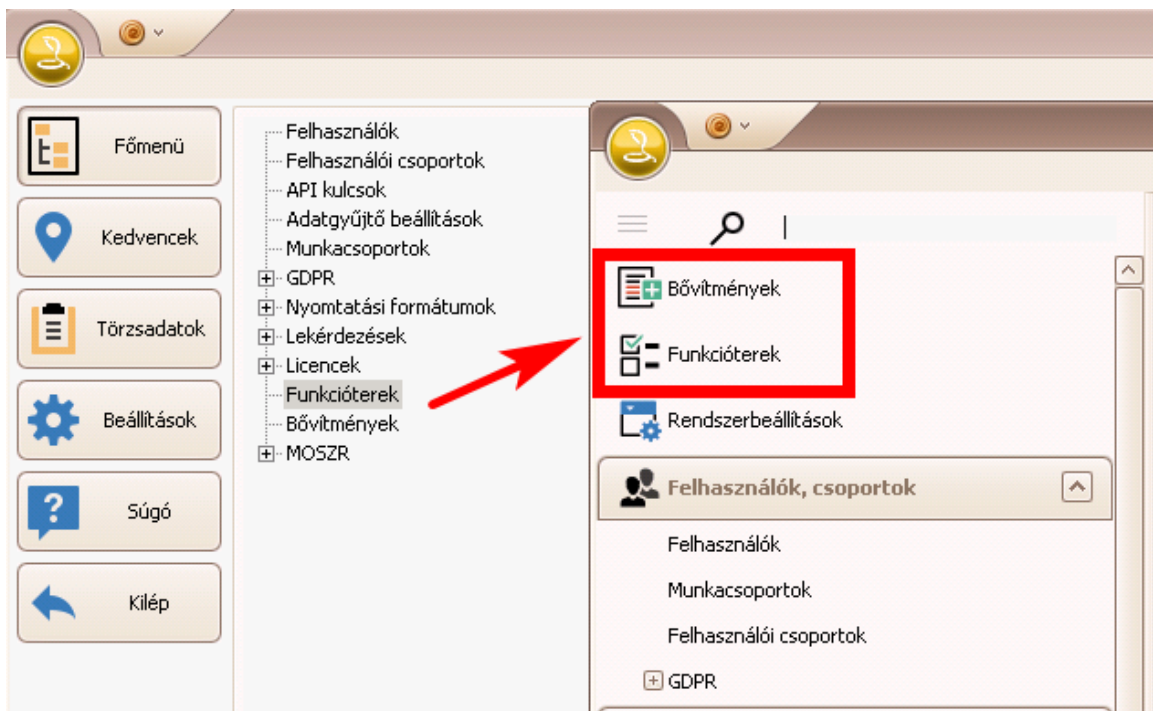 Főmenü
Kedvencek
Törzsadatok
Beállítások
Súgó
Kilép
Felhasználók
Felhasználói csoportok
API kulcsok
Adatgyűjtő beállítások
Munkacsoportok
GDPR
Nyomtatási formátumok
Lekérdezések
Licencek
Funkcióterek
Bővítmények
MOSZR
Bővítmények
Funkcióterek
Rendszerbeállítások
Felhasználók, csoportok
Felhasználók
Munkacsoportok
Felhasználói csoportok
GDPR